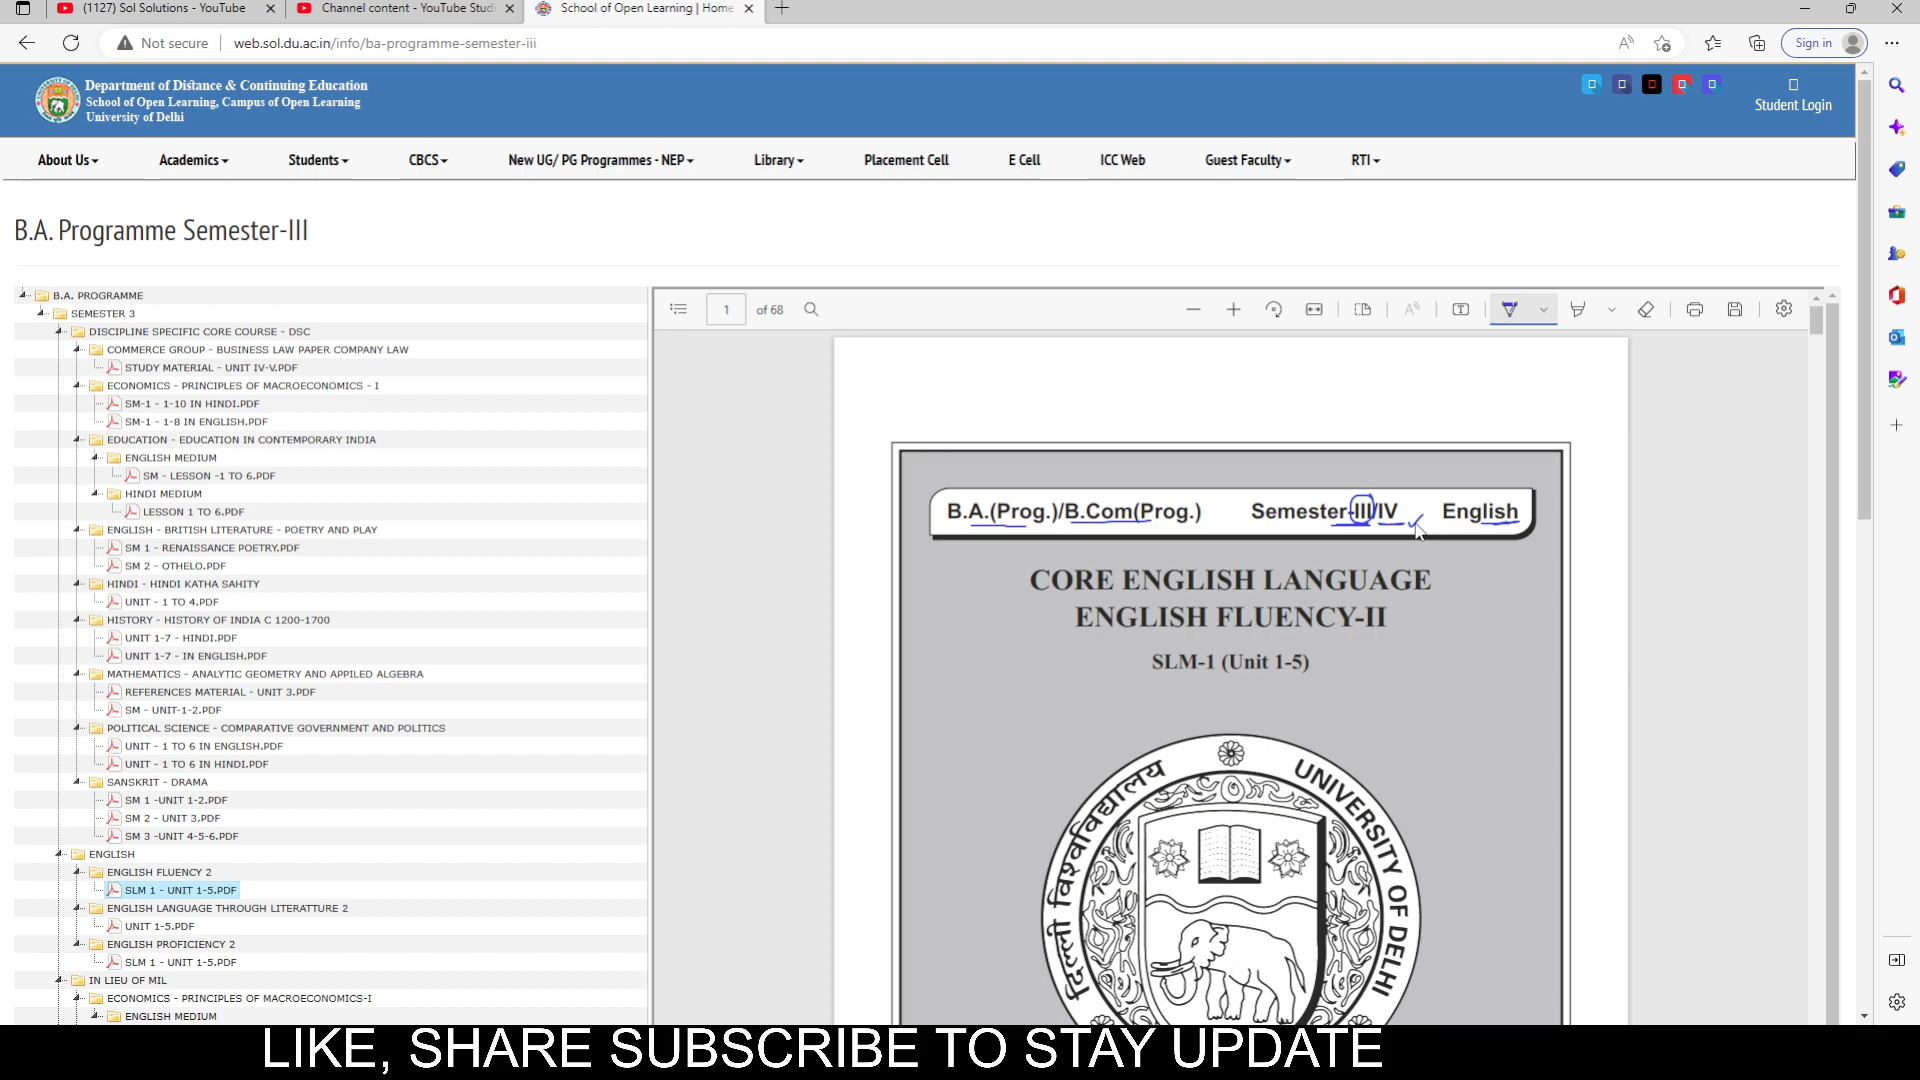 (1127) Sol Solutions - YouTube
Channel content - YouTube Stud
School of Open Learning | Home
Not secure
web.sol.du.ac.in/info/ba-programme-semester-iii
Sign in
Department of Distance & Continuing Education
School of Open Learning, Campus of Open Learning
University of Delhi
Student Login
About Us
Academics
Students
CBCS
New UG/ PG Programmes - NEP
Library
Placement Cell
E Cell
ICC Web
Guest Faculty
RTI
B.A. Programme Semester-III
B.A. PROGRAMME
SEMESTER 3
DISCIPLINE SPECIFIC CORE COURSE - DSC
COMMERCE GROUP - BUSINESS LAW PAPER COMPANY LAW
STUDY MATERIAL - UNIT IV-V.PDF
ECONOMICS - PRINCIPLES OF MACROECONOMICS - I
SM-1 - 1-10 IN HINDI.PDF
SM-1 - 1-8 IN ENGLISH.PDF
EDUCATION - EDUCATION IN CONTEMPORARY INDIA
ENGLISH MEDIUM
SM - LESSON -1 TO 6.PDF
HINDI MEDIUM
LESSON 1 TO 6.PDF
ENGLISH - BRITISH LITERATURE - POETRY AND PLAY
SM 1 - RENAISSANCE POETRY.PDF
SM 2 - OTHELO.PDF
HINDI - HINDI KATHA SAHITY
UNIT - 1 TO 4.PDF
HISTORY - HISTORY OF INDIA C 1200-1700
UNIT 1-7 - HINDI.PDF
UNIT 1-7 - IN ENGLISH.PDF
MATHEMATICS - ANALYTIC GEOMETRY AND APPILED ALGEBRA
REFERENCES MATERIAL - UNIT 3.PDF
SM - UNIT-1-2.PDF
POLITICAL SCIENCE - COMPARATIVE GOVERNMENT AND POLITICS
UNIT - 1 TO 6 IN ENGLISH.PDF
UNIT - 1 TO 6 IN HINDI.PDF
SANSKRIT - DRAMA
SM 1 -UNIT 1-2.PDF
SM 2 - UNIT 3.PDF
SM 3 -UNIT 4-5-6.PDF
ENGLISH
ENGLISH FLUENCY 2
SLM 1 - UNIT 1-5.PDF
ENGLISH LANGUAGE THROUGH LITERATTURE 2
UNIT 1-5.PDF
ENGLISH PROFICIENCY 2
SLM 1 - UNIT 1-5.PDF
IN LIEU OF MIL
ECONOMICS - PRINCIPLES OF MACROECONOMICS-I
ENGLISH MEDIUM
1 of 68
B.A.(Prog.)/B.Com(Prog.) Semester-III/IV English
CORE ENGLISH LANGUAGE
ENGLISH FLUENCY-II
SLM-1 (Unit 1-5)
दिल्ली विश्वविद्यालय
UNIVERSITY OF DELHI
LIKE, SHARE SUBSCRIBE TO STAY UPDATE